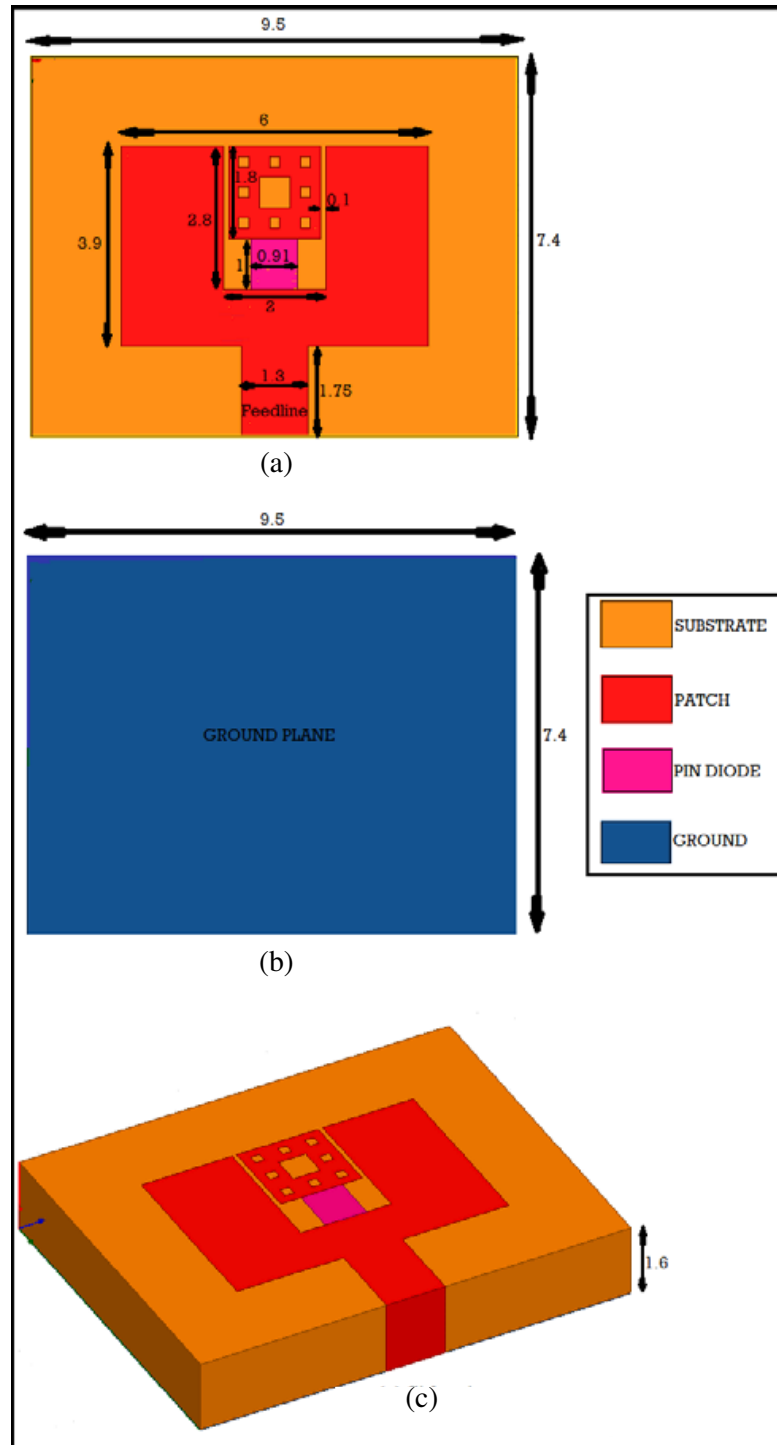 9.5
6
1.8
0.1
2.8
3.9
7.4
1
0.91
2
1.3
1.75
Feedline
(a)
9.5
SUBSTRATE
PATCH
GROUND PLANE
7.4
PIN DIODE
GROUND
(b)
1.6
(c)